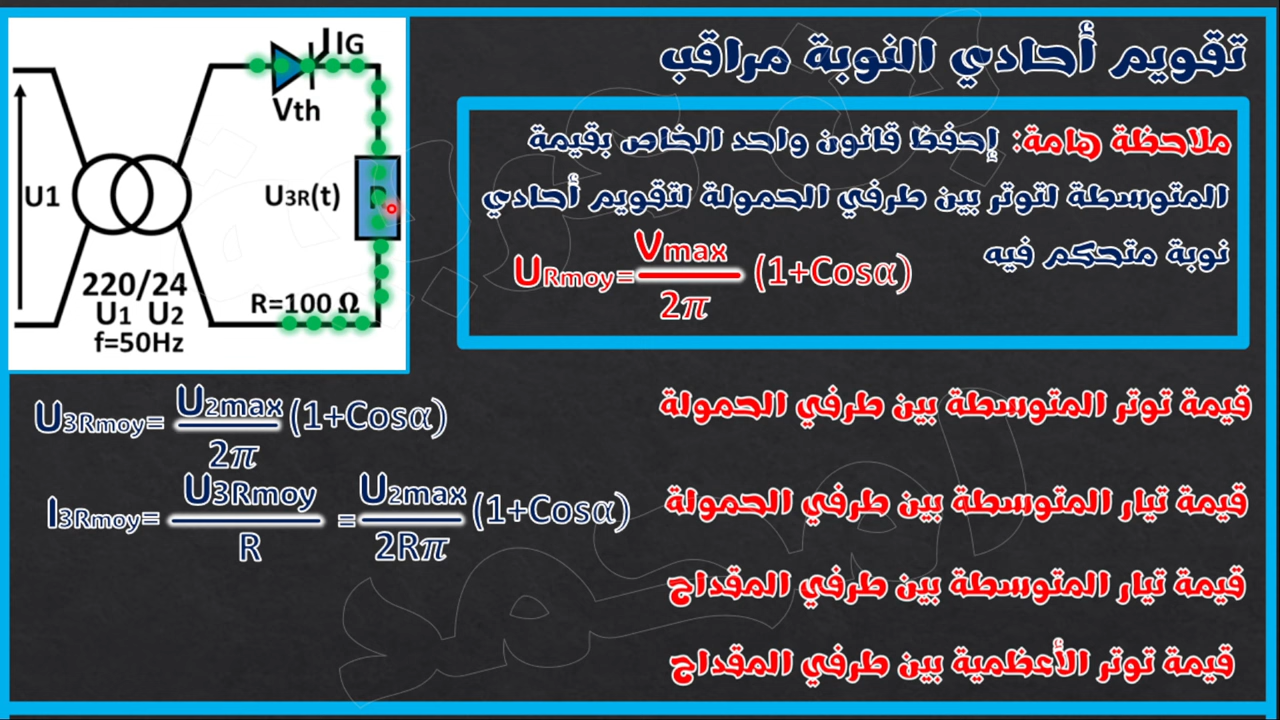 تقويم أحادي النوبة مراقب
ملاحظة هامة: إحفظ قانون واحد الخاص بقيمة
المتوسطة لتوتر بين طرفي الحمولة لتقويم أحادي
نوبة متحكم فيه
URmoy= Vmax/2π (1+Cosα)
IG
Vth
U1
U3R(t)
220/24
U1 U2
f=50Hz
R=100 Ω
قيمة توتر المتوسطة بين طرفي الحمولة
U3Rmoy= U2max/2π (1+Cosα)
قيمة تيار المتوسطة بين طرفي الحمولة
I3Rmoy= U3Rmoy/R = U2max/2Rπ (1+Cosα)
قيمة تيار المتوسطة بين طرفي المقداح
قيمة توتر الأعظمية بين طرفي المقداح